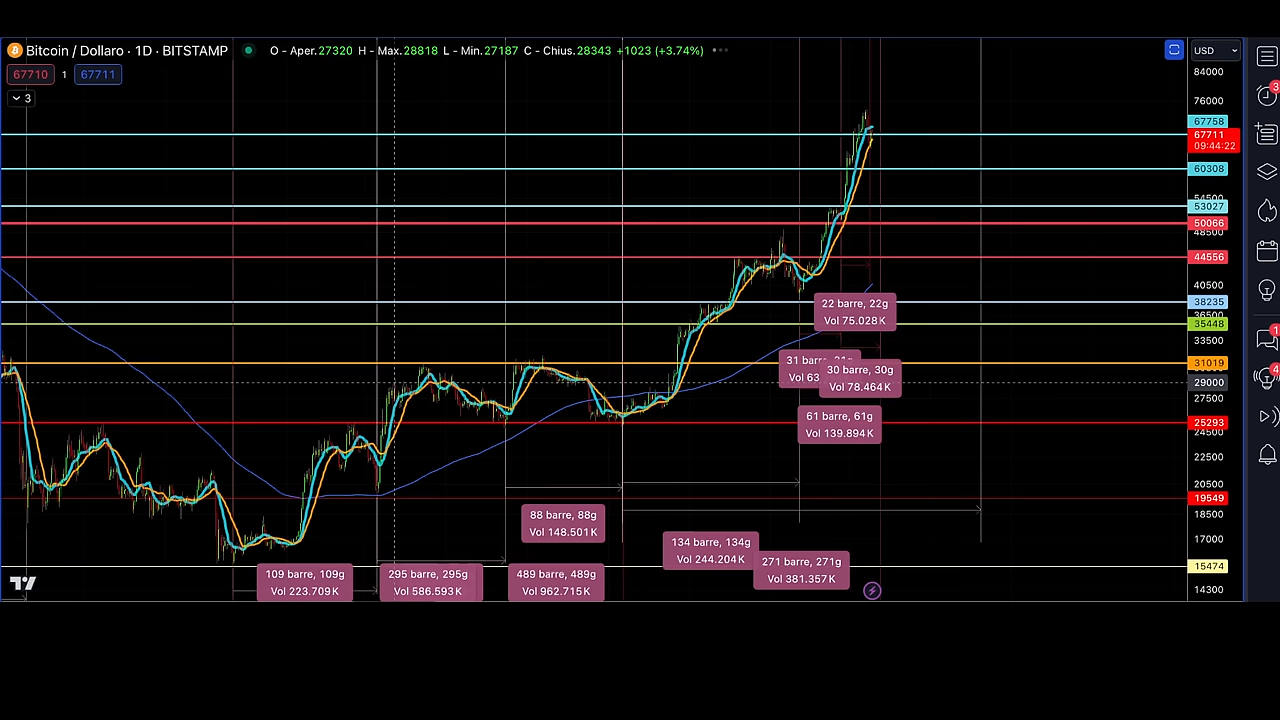 Bitcoin / Dollaro · 1D · BITSTAMP O - Aper.27320 H - Max.28818 L - Min.27187 C - Chius.28343 +1023 (+3.74%)
USD
67710 1 67711
3
84000
76000
67758
67711
09:44:22
60308
53027
50066
48500
44556
40500
38235
35448
33500
31019
29000
27500
25293
24500
22500
20500
19549
18500
17000
15474
14300
22 barre, 22g
Vol 75.028K
31 barre, 31g
Vol 63
30 barre, 30g
Vol 78.464K
61 barre, 61g
Vol 139.894K
88 barre, 88g
Vol 148.501K
134 barre, 134g
Vol 244.204K
271 barre, 271g
Vol 381.357K
109 barre, 109g
Vol 223.709K
295 barre, 295g
Vol 586.593K
489 barre, 489g
Vol 962.715K
3
1
4